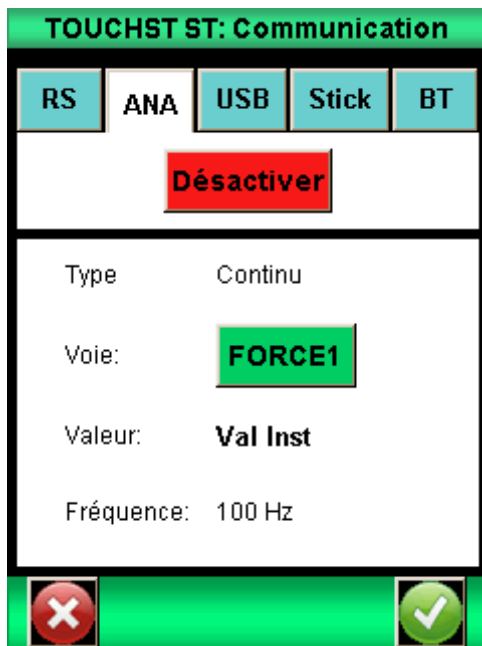 TOUCHST ST: Communication
RS ANA USB Stick BT
Désactiver
Type Continu
Voie: FORCE1
Valeur: Val Inst
Fréquence: 100 Hz